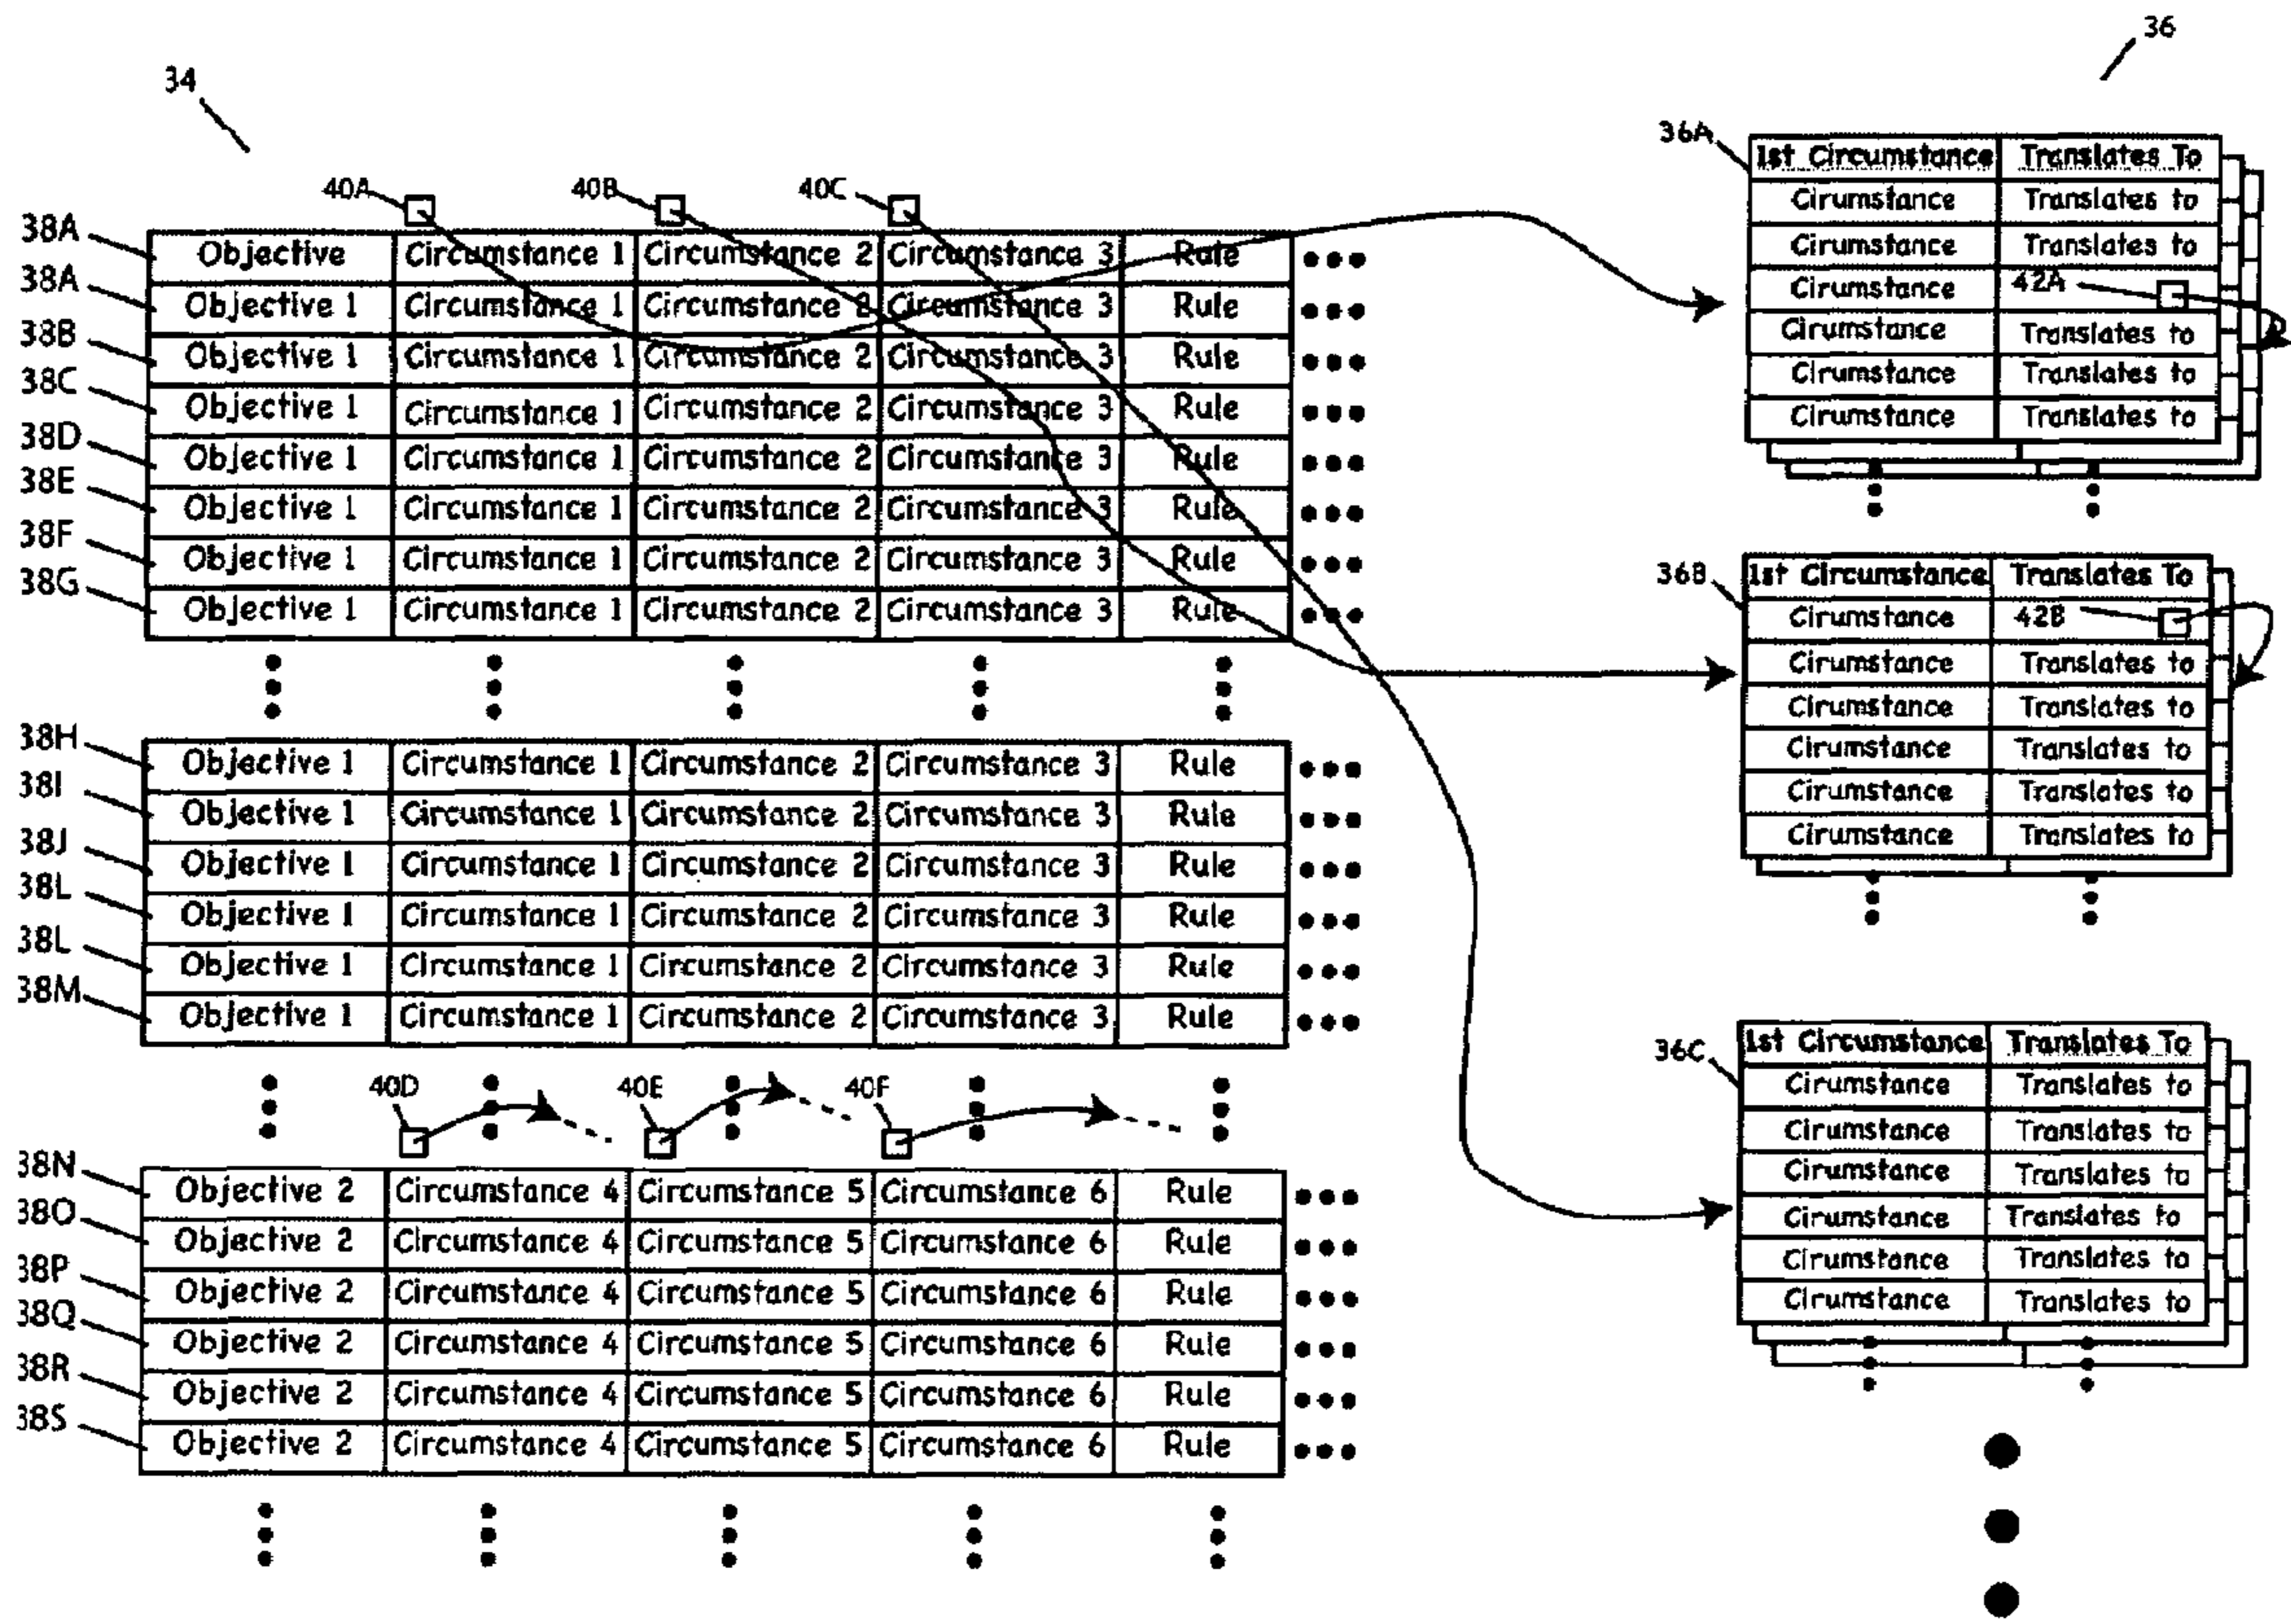 34
36
40A 40B 40C
38A Objective Circumstance 1 Circumstance 2 Circumstance 3 Rule
38A Objective 1 Circumstance 1 Circumstance 2 Circumstance 3 Rule
38B Objective 1 Circumstance 1 Circumstance 2 Circumstance 3 Rule
38C Objective 1 Circumstance 1 Circumstance 2 Circumstance 3 Rule
38D Objective 1 Circumstance 1 Circumstance 2 Circumstance 3 Rule
38E Objective 1 Circumstance 1 Circumstance 2 Circumstance 3 Rule
38F Objective 1 Circumstance 1 Circumstance 2 Circumstance 3 Rule
38G Objective 1 Circumstance 1 Circumstance 2 Circumstance 3 Rule
38H Objective 1 Circumstance 1 Circumstance 2 Circumstance 3 Rule
38I Objective 1 Circumstance 1 Circumstance 2 Circumstance 3 Rule
38J Objective 1 Circumstance 1 Circumstance 2 Circumstance 3 Rule
38L Objective 1 Circumstance 1 Circumstance 2 Circumstance 3 Rule
38L Objective 1 Circumstance 1 Circumstance 2 Circumstance 3 Rule
38M Objective 1 Circumstance 1 Circumstance 2 Circumstance 3 Rule
40D 40E 40F
38N Objective 2 Circumstance 4 Circumstance 5 Circumstance 6 Rule
38O Objective 2 Circumstance 4 Circumstance 5 Circumstance 6 Rule
38P Objective 2 Circumstance 4 Circumstance 5 Circumstance 6 Rule
38Q Objective 2 Circumstance 4 Circumstance 5 Circumstance 6 Rule
38R Objective 2 Circumstance 4 Circumstance 5 Circumstance 6 Rule
38S Objective 2 Circumstance 4 Circumstance 5 Circumstance 6 Rule
36A 1st Circumstance Translates To
Cirumstance Translates to
Cirumstance Translates to
Cirumstance 42A
Cirumstance Translates to
Cirumstance Translates to
Cirumstance Translates to
36B 1st Circumstance Translates To
Cirumstance 42B
Cirumstance Translates to
Cirumstance Translates to
Cirumstance Translates to
Cirumstance Translates to
Cirumstance Translates to
36C 1st Circumstance Translates To
Cirumstance Translates to
Cirumstance Translates to
Cirumstance Translates to
Cirumstance Translates to
Cirumstance Translates to
Cirumstance Translates to